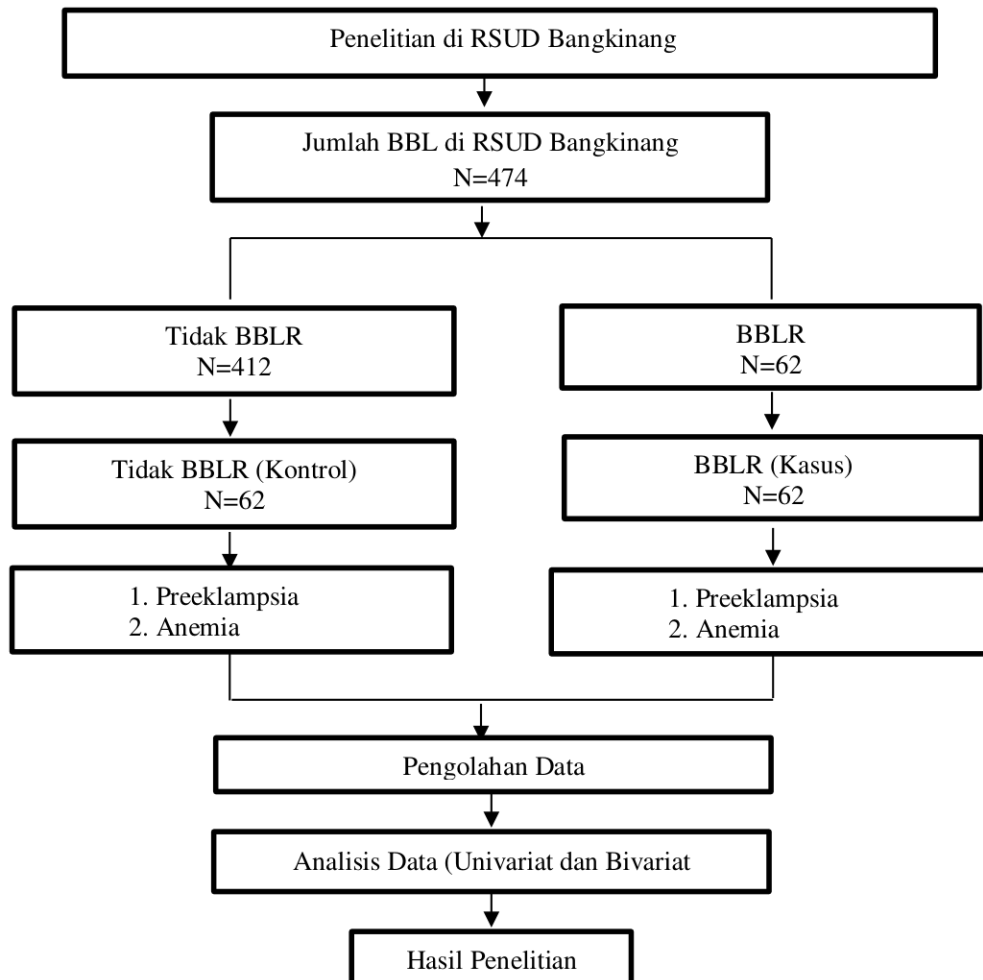 Penelitian di RSUD Bangkinang
Jumlah BBL di RSUD Bangkinang
N=474
Tidak BBLR
N=412
BBLR
N=62
Tidak BBLR (Kontrol)
N=62
BBLR (Kasus)
N=62
1. Preeklampsia
2. Anemia
1. Preeklampsia
2. Anemia
Pengolahan Data
Analisis Data (Univariat dan Bivariat
Hasil Penelitian